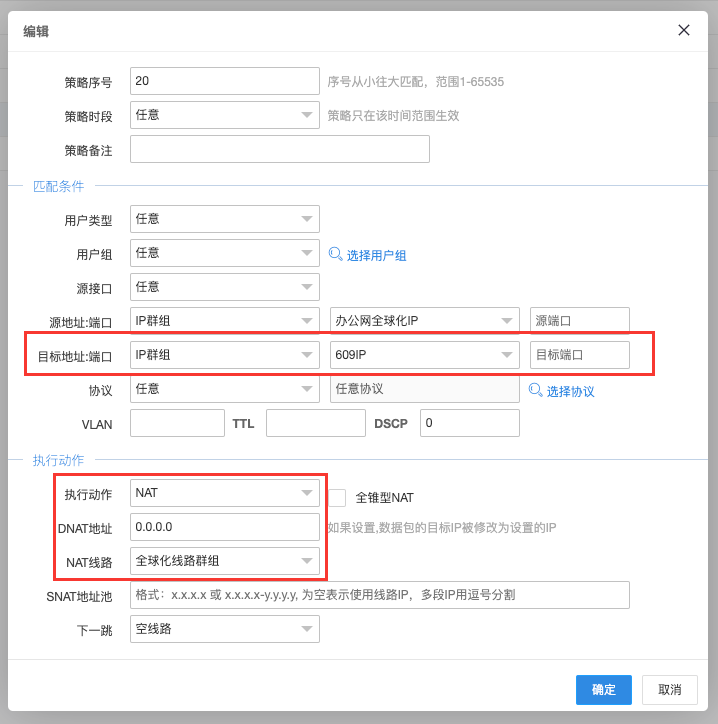 编辑
策略序号 20 序号从小往大匹配，范围1-65535
策略时段 任意 策略只在该时间范围生效
策略备注
匹配条件
用户类型 任意
用户组 任意 选择用户组
源接口 任意
源地址:端口 IP群组 办公网全球化IP 源端口
目标地址:端口 IP群组 609IP 目标端口
协议 任意 任意协议 选择协议
VLAN TTL DSCP 0
执行动作
执行动作 NAT 全锥型NAT
DNAT地址 0.0.0.0 如果设置,数据包的目标IP被修改为设置的IP
NAT线路 全球化线路群组
SNAT地址池 格式：x.x.x.x 或 x.x.x.x-y.y.y.y, 为空表示使用线路IP，多段IP用逗号分割
下一跳 空线路
确定 取消